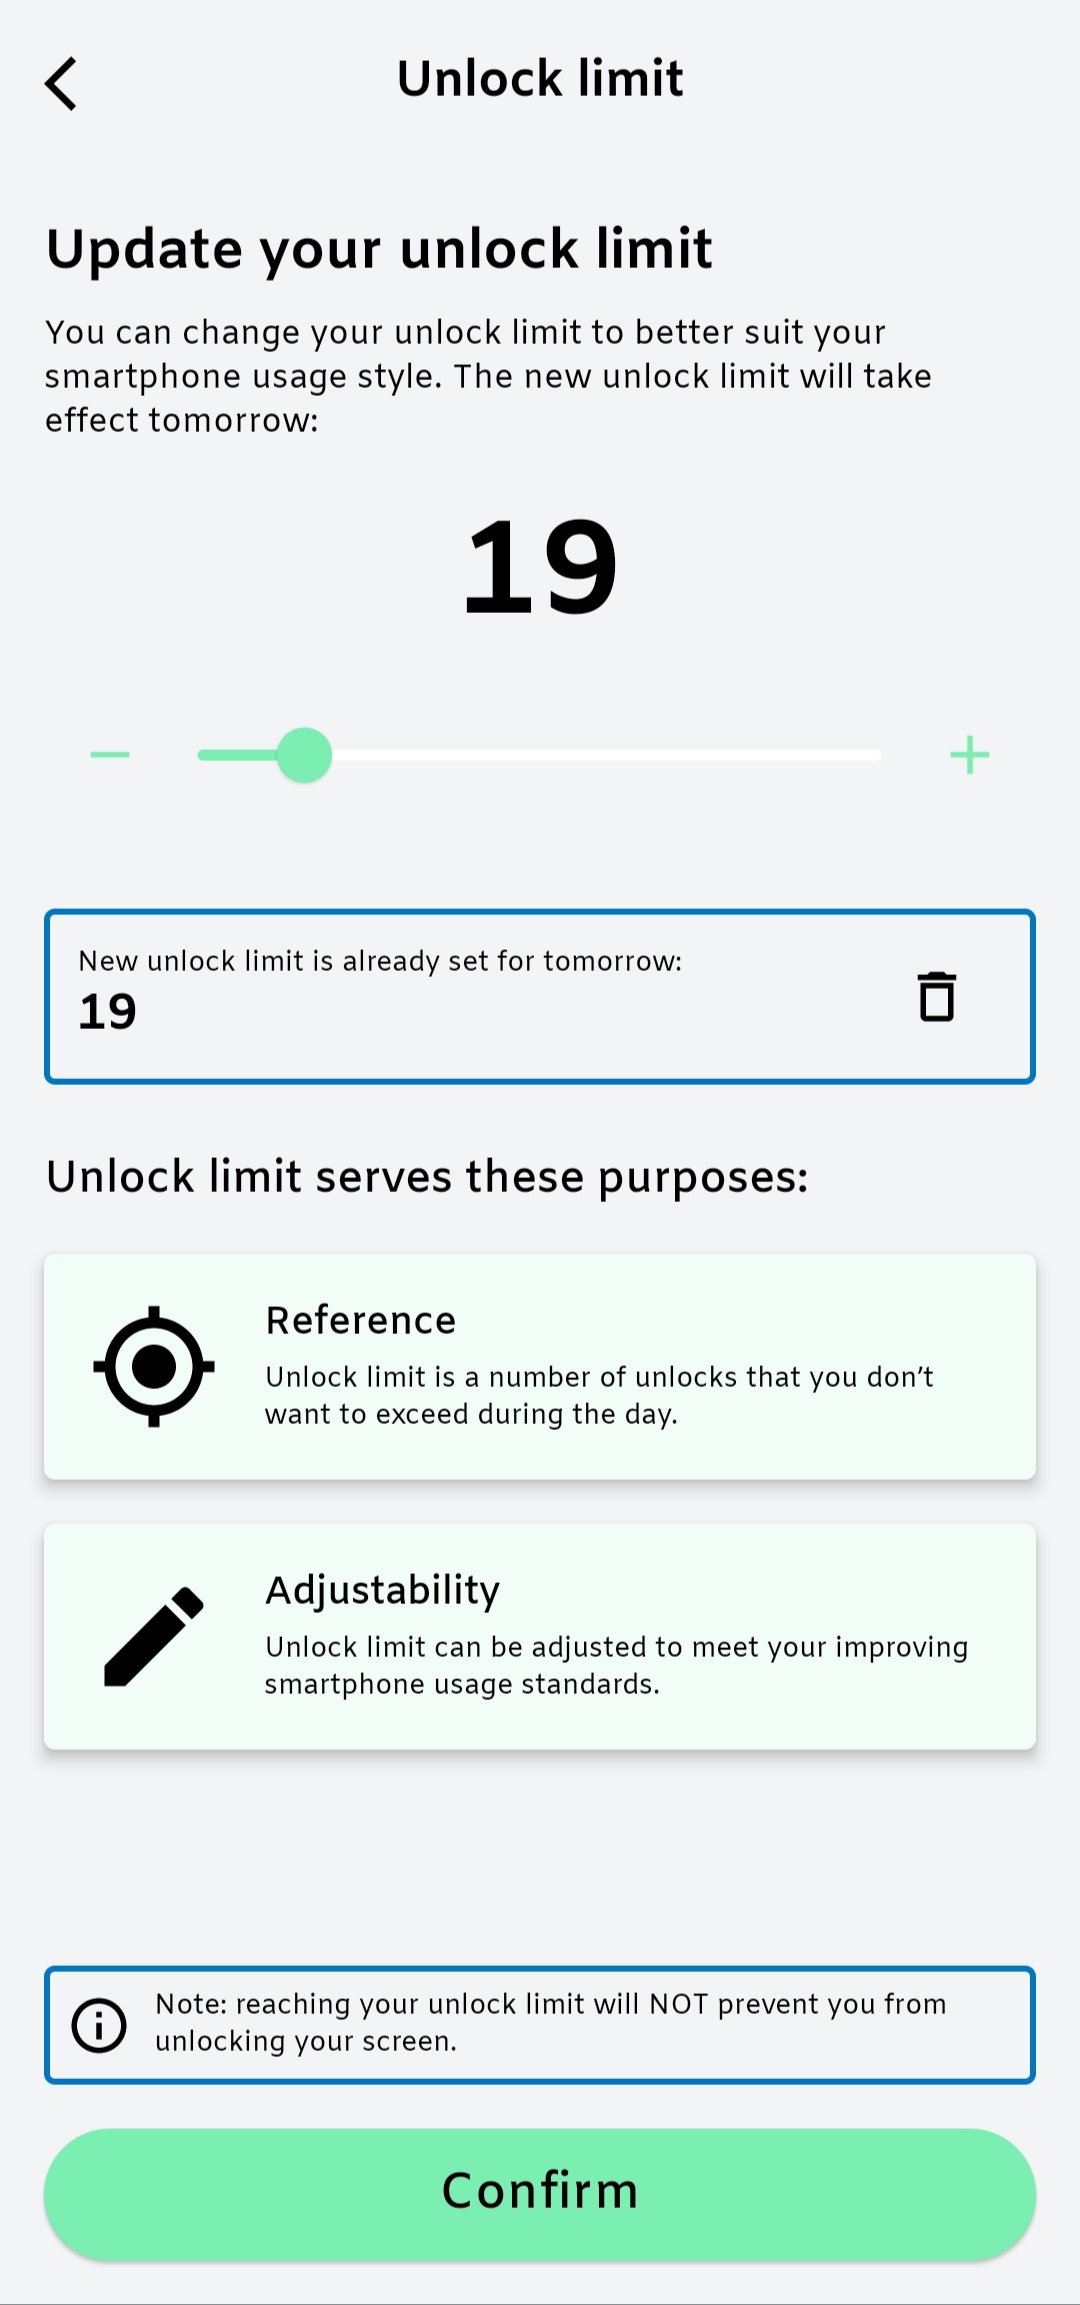 Unlock limit
Update your unlock limit
You can change your unlock limit to better suit your
smartphone usage style. The new unlock limit will take
effect tomorrow:
19
New unlock limit is already set for tomorrow:
19
Unlock limit serves these purposes:
Reference
Unlock limit is a number of unlocks that you don’t
want to exceed during the day.
Adjustability
Unlock limit can be adjusted to meet your improving
smartphone usage standards.
Note: reaching your unlock limit will NOT prevent you from
unlocking your screen.
Confirm